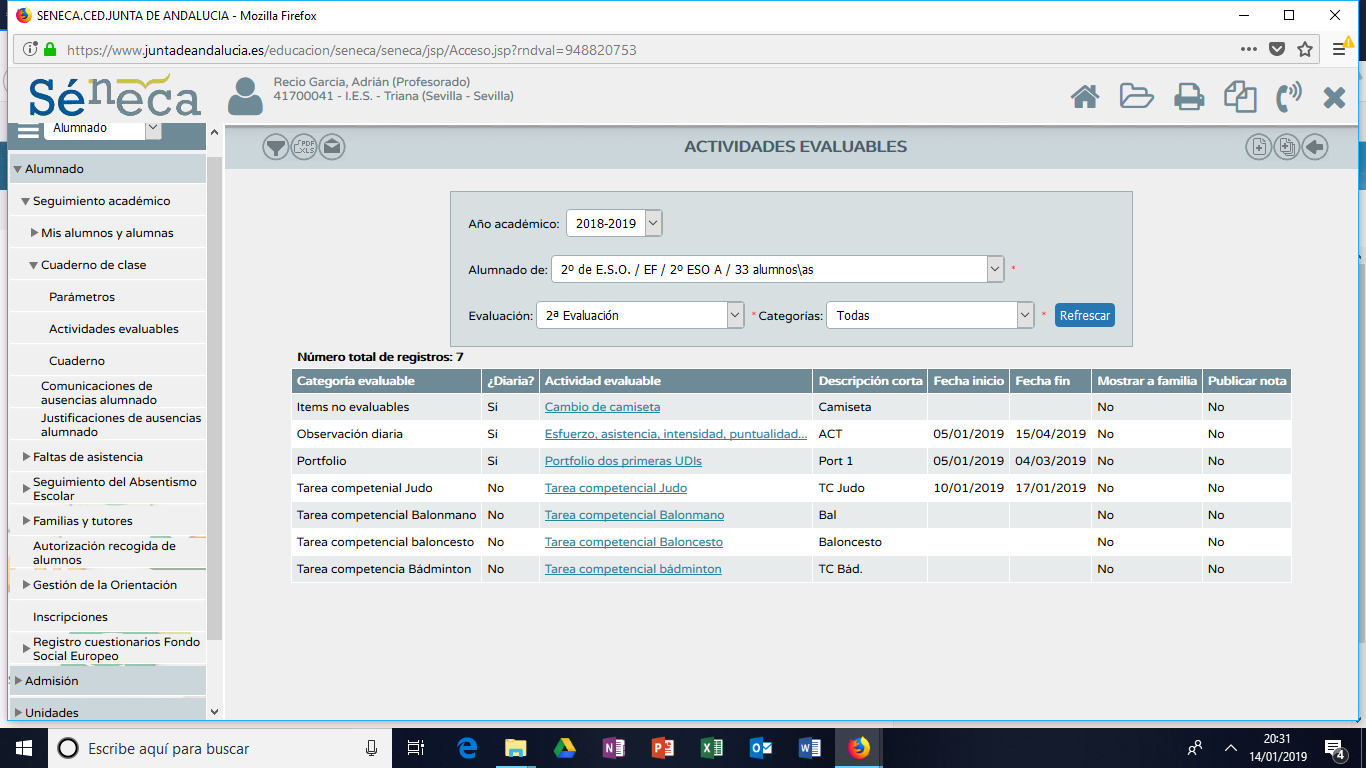 SENECA.CED.JUNTA DE ANDALUCIA - Mozilla Firefox
https://www.juntadeandalucia.es/educacion/seneca/seneca/jsp/Acceso.jsp?rndval=948820753
Séneca
Recio García, Adrián (Profesorado)
41700041 - I.E.S. - Triana (Sevilla - Sevilla)
Alumnado
PDF
XLS
ACTIVIDADES EVALUABLES
Alumnado
Seguimiento académico
Mis alumnos y alumnas
Cuaderno de clase
Parámetros
Actividades evaluables
Cuaderno
Comunicaciones de
ausencias alumnado
Justificaciones de ausencias
alumnado
Faltas de asistencia
Seguimiento del Absentismo
Escolar
Familias y tutores
Autorización recogida de
alumnos
Gestión de la Orientación
Inscripciones
Registro cuestionarios Fondo
Social Europeo
Admisión
Unidades
Año académico: 2018-2019
Alumnado de: 2º de E.S.O. / EF / 2º ESO A / 33 alumnos\as *
Evaluación: 2ª Evaluación * Categorías: Todas * Refrescar
Número total de registros: 7
Categoría evaluable ¿Diaria? Actividad evaluable Descripción corta Fecha inicio Fecha fin Mostrar a familia Publicar nota
Items no evaluables Sí Cambio de camiseta Camiseta No No
Observación diaria Sí Esfuerzo, asistencia, intensidad, puntualidad... ACT 05/01/2019 15/04/2019 No No
Portfolio Sí Portfolio dos primeras UDIs Port 1 05/01/2019 04/03/2019 No No
Tarea competenial Judo No Tarea competencial Judo TC Judo 10/01/2019 17/01/2019 No No
Tarea competencial Balonmano No Tarea competencial Balonmano Bal No No
Tarea competencial baloncesto No Tarea competencial Baloncesto Baloncesto No No
Tarea competencia Bádminton No Tarea competencial bádminton TC Bád. No No
Escribe aquí para buscar
20:31
14/01/2019
4